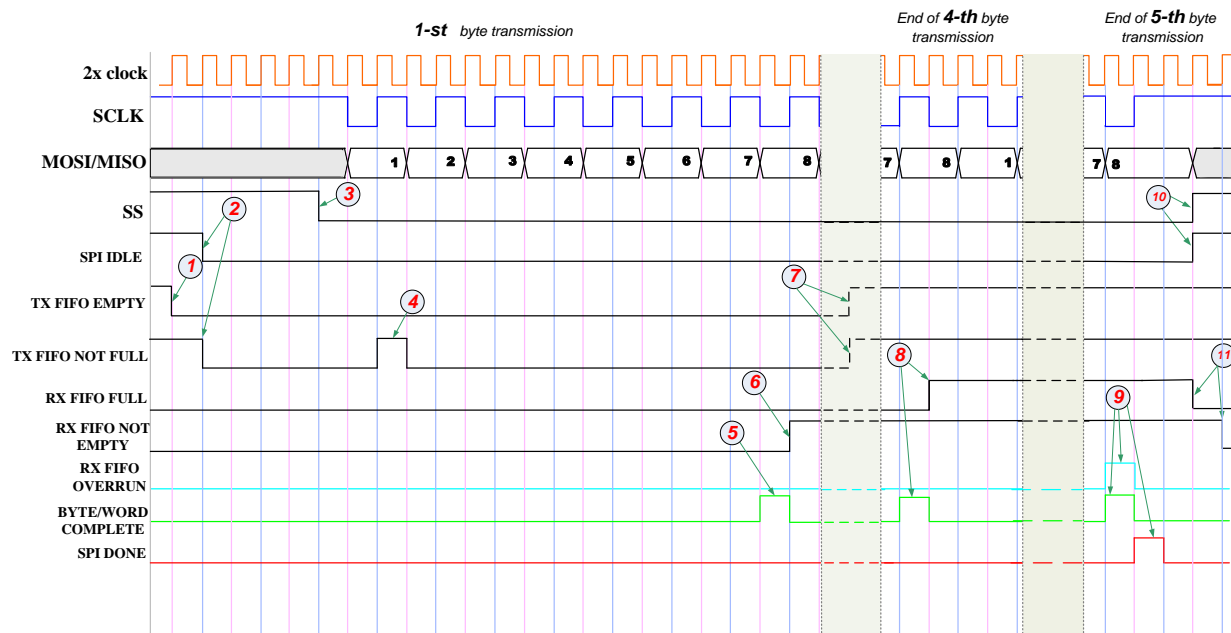 1-st byte transmission
End of 4-th byte
transmission
End of 5-th byte
transmission
2x clock
SCLK
MOSI/MISO
1 2 3 4 5 6 7 8 7 8 1 7 8
SS
3
10
2
SPI IDLE
1
TX FIFO EMPTY
4
7
TX FIFO NOT FULL
8
11
RX FIFO FULL
6
9
RX FIFO NOT
EMPTY
5
RX FIFO
OVERRUN
BYTE/WORD
COMPLETE
SPI DONE